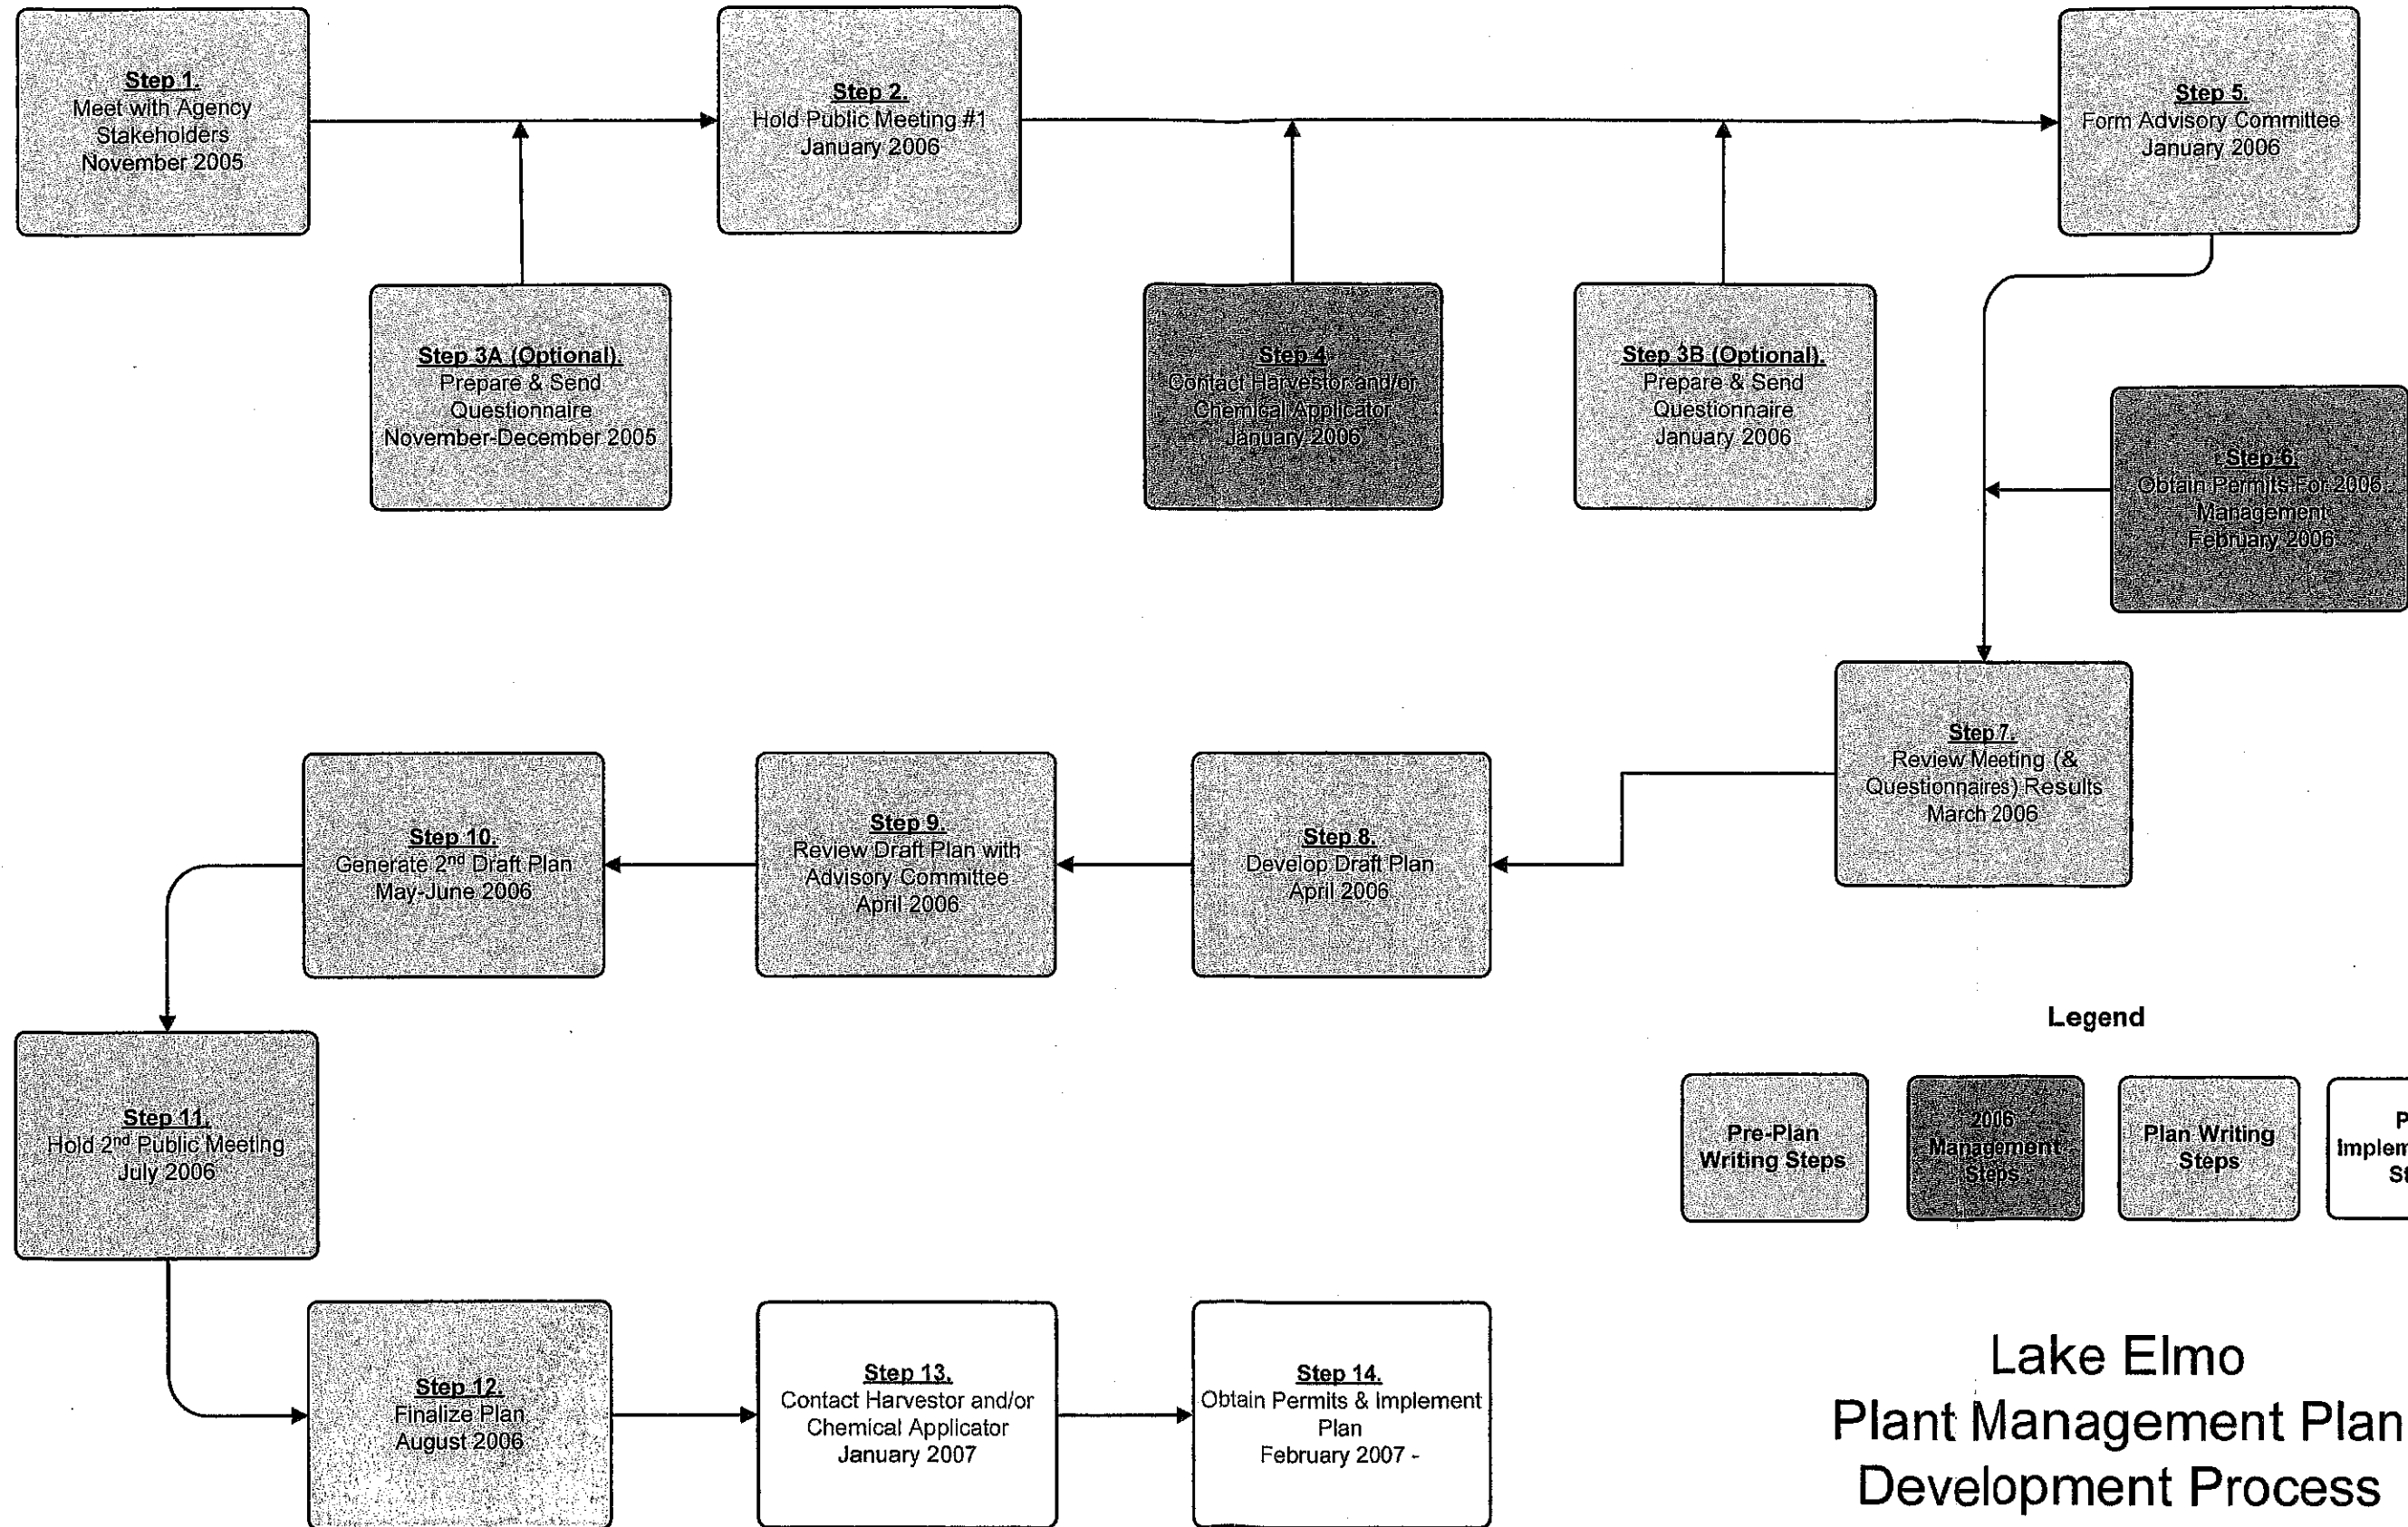 Step 1.
Meet with Agency
Stakeholders
November 2005
Step 2.
Hold Public Meeting #1
January 2006
Step 5.
Form Advisory Committee
January 2006
Step 3A (Optional).
Prepare & Send
Questionnaire
November-December 2005
Step 4
Contact Harvestor and/or
Chemical Applicator
January 2006
Step 3B (Optional).
Prepare & Send
Questionnaire
January 2006
Step 6.
Obtain Permits For
Management
February 2006
Step 7.
Review Meeting (&
Questionnaires) Results
March 2006
Step 8.
Develop Draft Plan
April 2006
Step 9.
Review Draft Plan with
Advisory Committee
April 2006
Step 10.
Generate 2nd Draft Plan
May-June 2006
Step 11.
Hold 2nd Public Meeting
July 2006
Step 12.
Finalize Plan
August 2006
Step 13.
Contact Harvestor and/or
Chemical Applicator
January 2007
Step 14.
Obtain Permits & Implement
Plan
February 2007 -
Legend
Pre-Plan
Writing Steps
2006
Management
Steps
Plan Writing
Steps
Lake Elmo
Plant Management Plan
Development Process